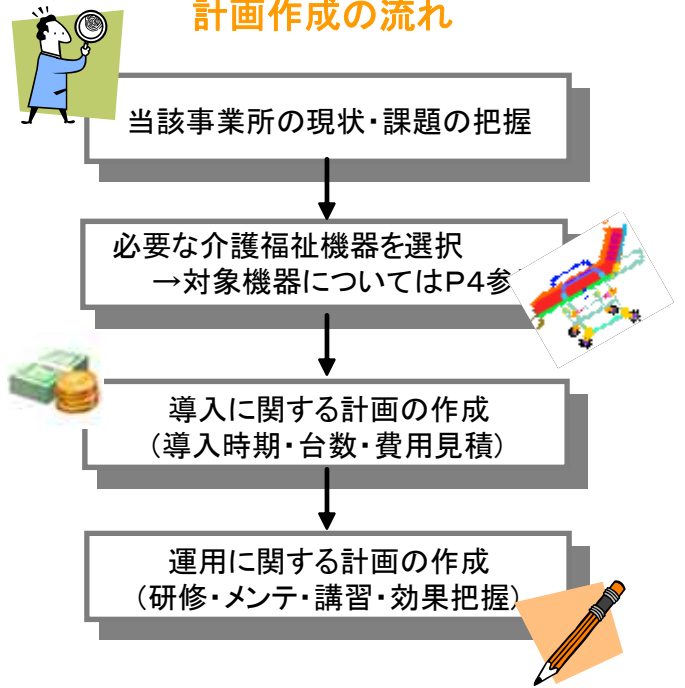 計画作成の流れ
当該事業所の現状・課題の把握
必要な介護福祉機器を選択
→対象機器についてはP4参
導入に関する計画の作成
（導入時期・台数・費用見積）
運用に関する計画の作成
（研修・メンテ・講習・効果把握）